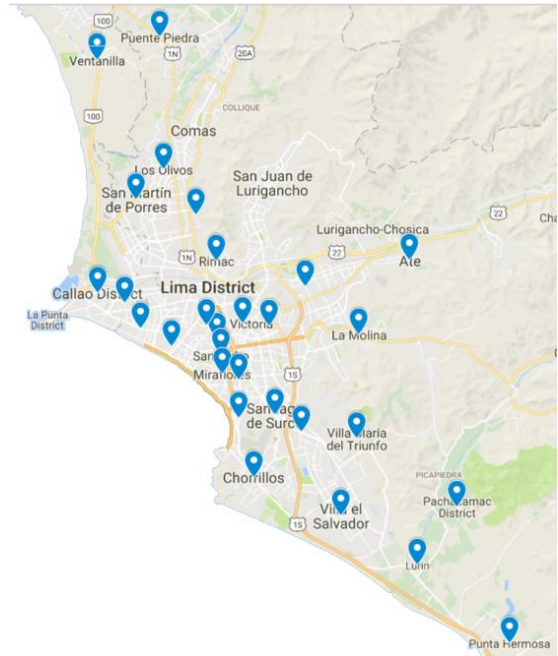 100
Puente Piedra
Ventanilla
1N
20A
COLLIQUE
100
Comas
Los Olivos
San Juan de
Lurigancho
San Martín
de Porres
22
Lurigancho-Chosica
Rimac
1N
22
Ate
Callao District
Lima District
La Punta
District
Victoria
La Molina
Miraflores
1S
de Surco
Villa María
del Triunfo
Chorrillos
PICAPIEDRA
Pachacamac
District
Villa el
Salvador
1S
Lurin
Punta Hermosa